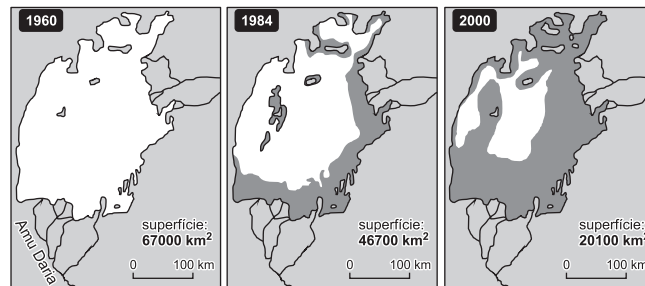 1960
Amu Daria
superfície:
67000 km²
0 100 km
1984
superfície:
46700 km²
0 100 km
2000
superfície:
20100 km²
0 100 km